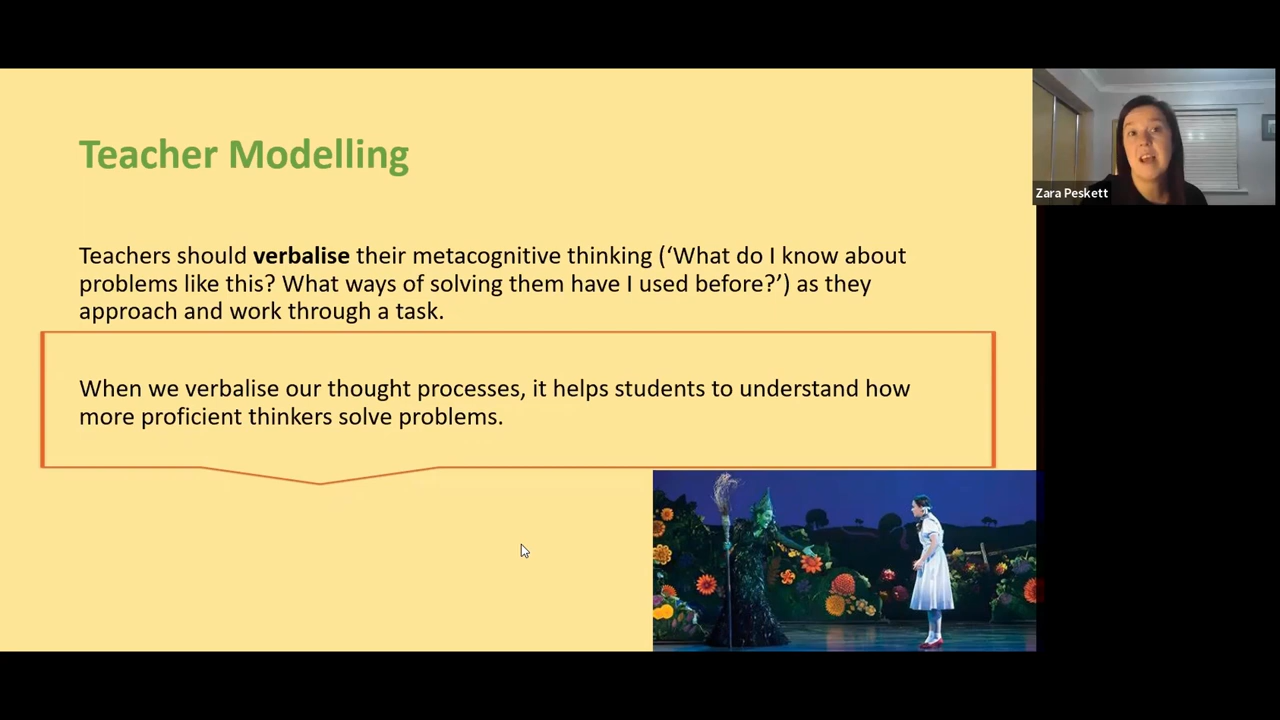 Teacher Modelling
Zara Peskett
Teachers should verbalise their metacognitive thinking (‘What do I know about
problems like this? What ways of solving them have I used before?’) as they
approach and work through a task.
When we verbalise our thought processes, it helps students to understand how
more proficient thinkers solve problems.